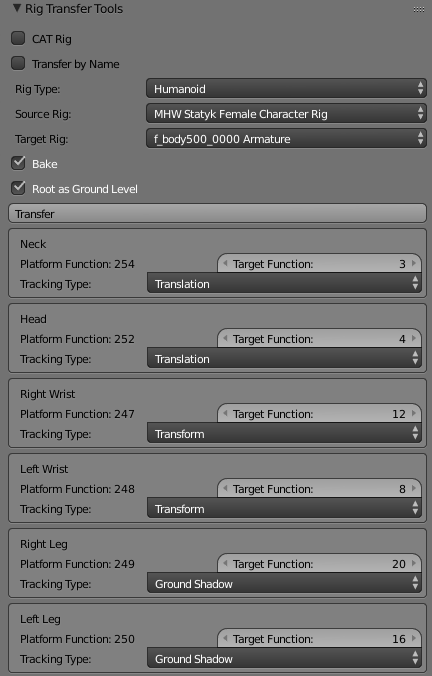 Rig Transfer Tools
CAT Rig
Transfer by Name
Rig Type: Humanoid
Source Rig: MHW Statyk Female Character Rig
Target Rig: f_body500_0000 Armature
Bake
Root as Ground Level
Transfer
Neck
Platform Function: 254 Target Function: 3
Tracking Type: Translation
Head
Platform Function: 252 Target Function: 4
Tracking Type: Translation
Right Wrist
Platform Function: 247 Target Function: 12
Tracking Type: Transform
Left Wrist
Platform Function: 248 Target Function: 8
Tracking Type: Transform
Right Leg
Platform Function: 249 Target Function: 20
Tracking Type: Ground Shadow
Left Leg
Platform Function: 250 Target Function: 16
Tracking Type: Ground Shadow